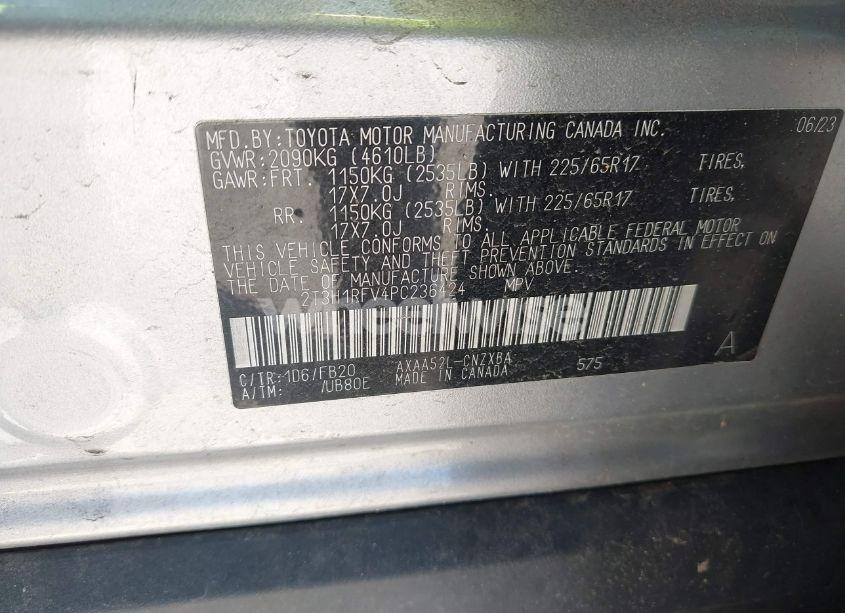 MFD.BY:TOYOTA MOTOR MANUFACTURING CANADA INC. 06/23
GVWR:2090KG (4610LB)
GAWR:FRT. 1150KG (2535LB) WITH 225/65R17 TIRES,
17X7.0J RIMS.
RR. 1150KG (2535LB) WITH 225/65R17 TIRES,
17X7.0J RIMS.
THIS VEHICLE CONFORMS TO ALL APPLICABLE FEDERAL MOTOR
VEHICLE SAFETY AND THEFT PREVENTION STANDARDS IN EFFECT ON
THE DATE OF MANUFACTURE SHOWN ABOVE.
2T3H1RFV4PC236424 MPV
C/TR:1D6/FB20 AXAA52L-CNZXBA 575 A
A/TM: /UB80E MADE IN CANADA